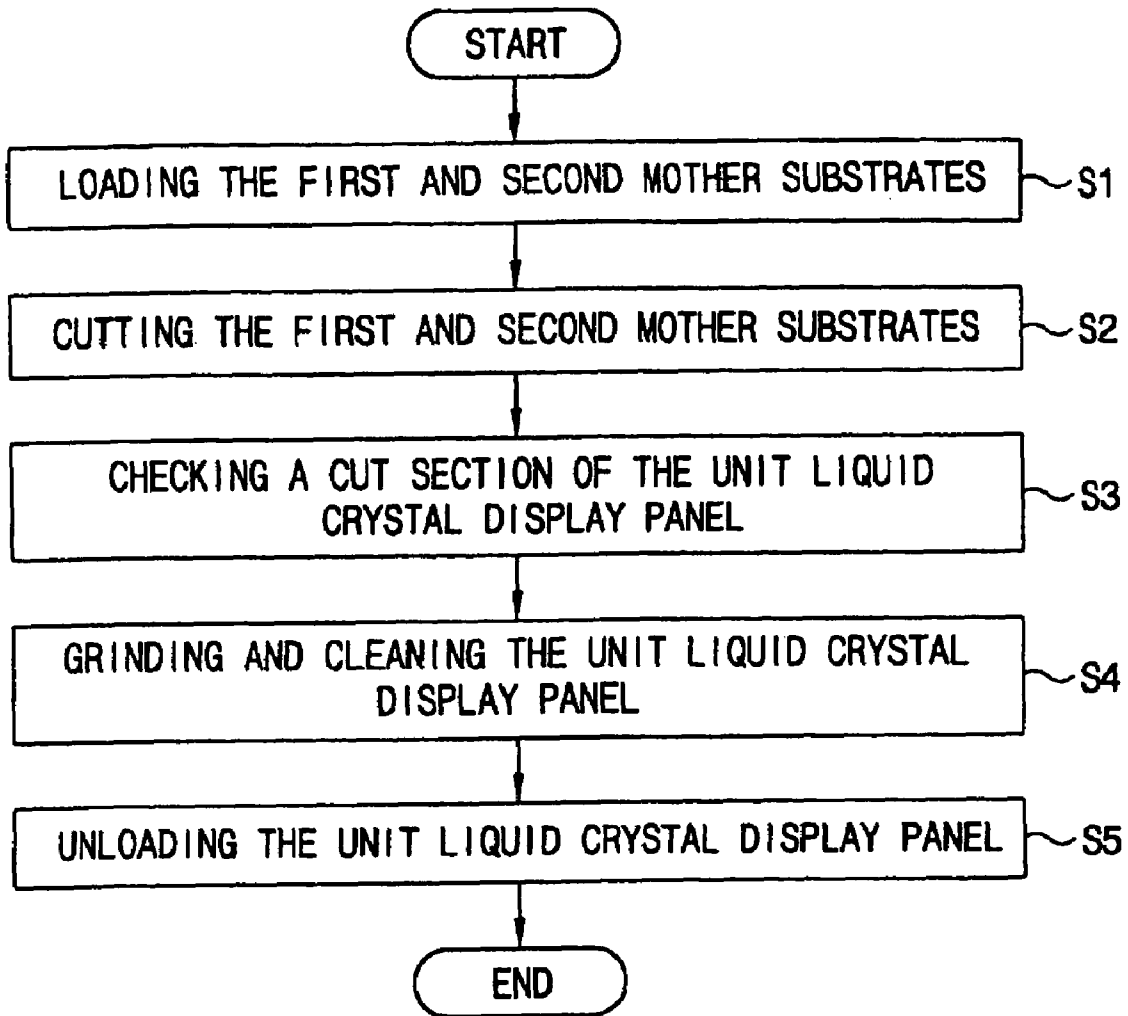 START
LOADING THE FIRST AND SECOND MOTHER SUBSTRATES
S1
CUTTING THE FIRST AND SECOND MOTHER SUBSTRATES
S2
CHECKING A CUT SECTION OF THE UNIT LIQUID
CRYSTAL DISPLAY PANEL
S3
GRINDING AND CLEANING THE UNIT LIQUID CRYSTAL
DISPLAY PANEL
S4
UNLOADING THE UNIT LIQUID CRYSTAL DISPLAY PANEL
S5
END